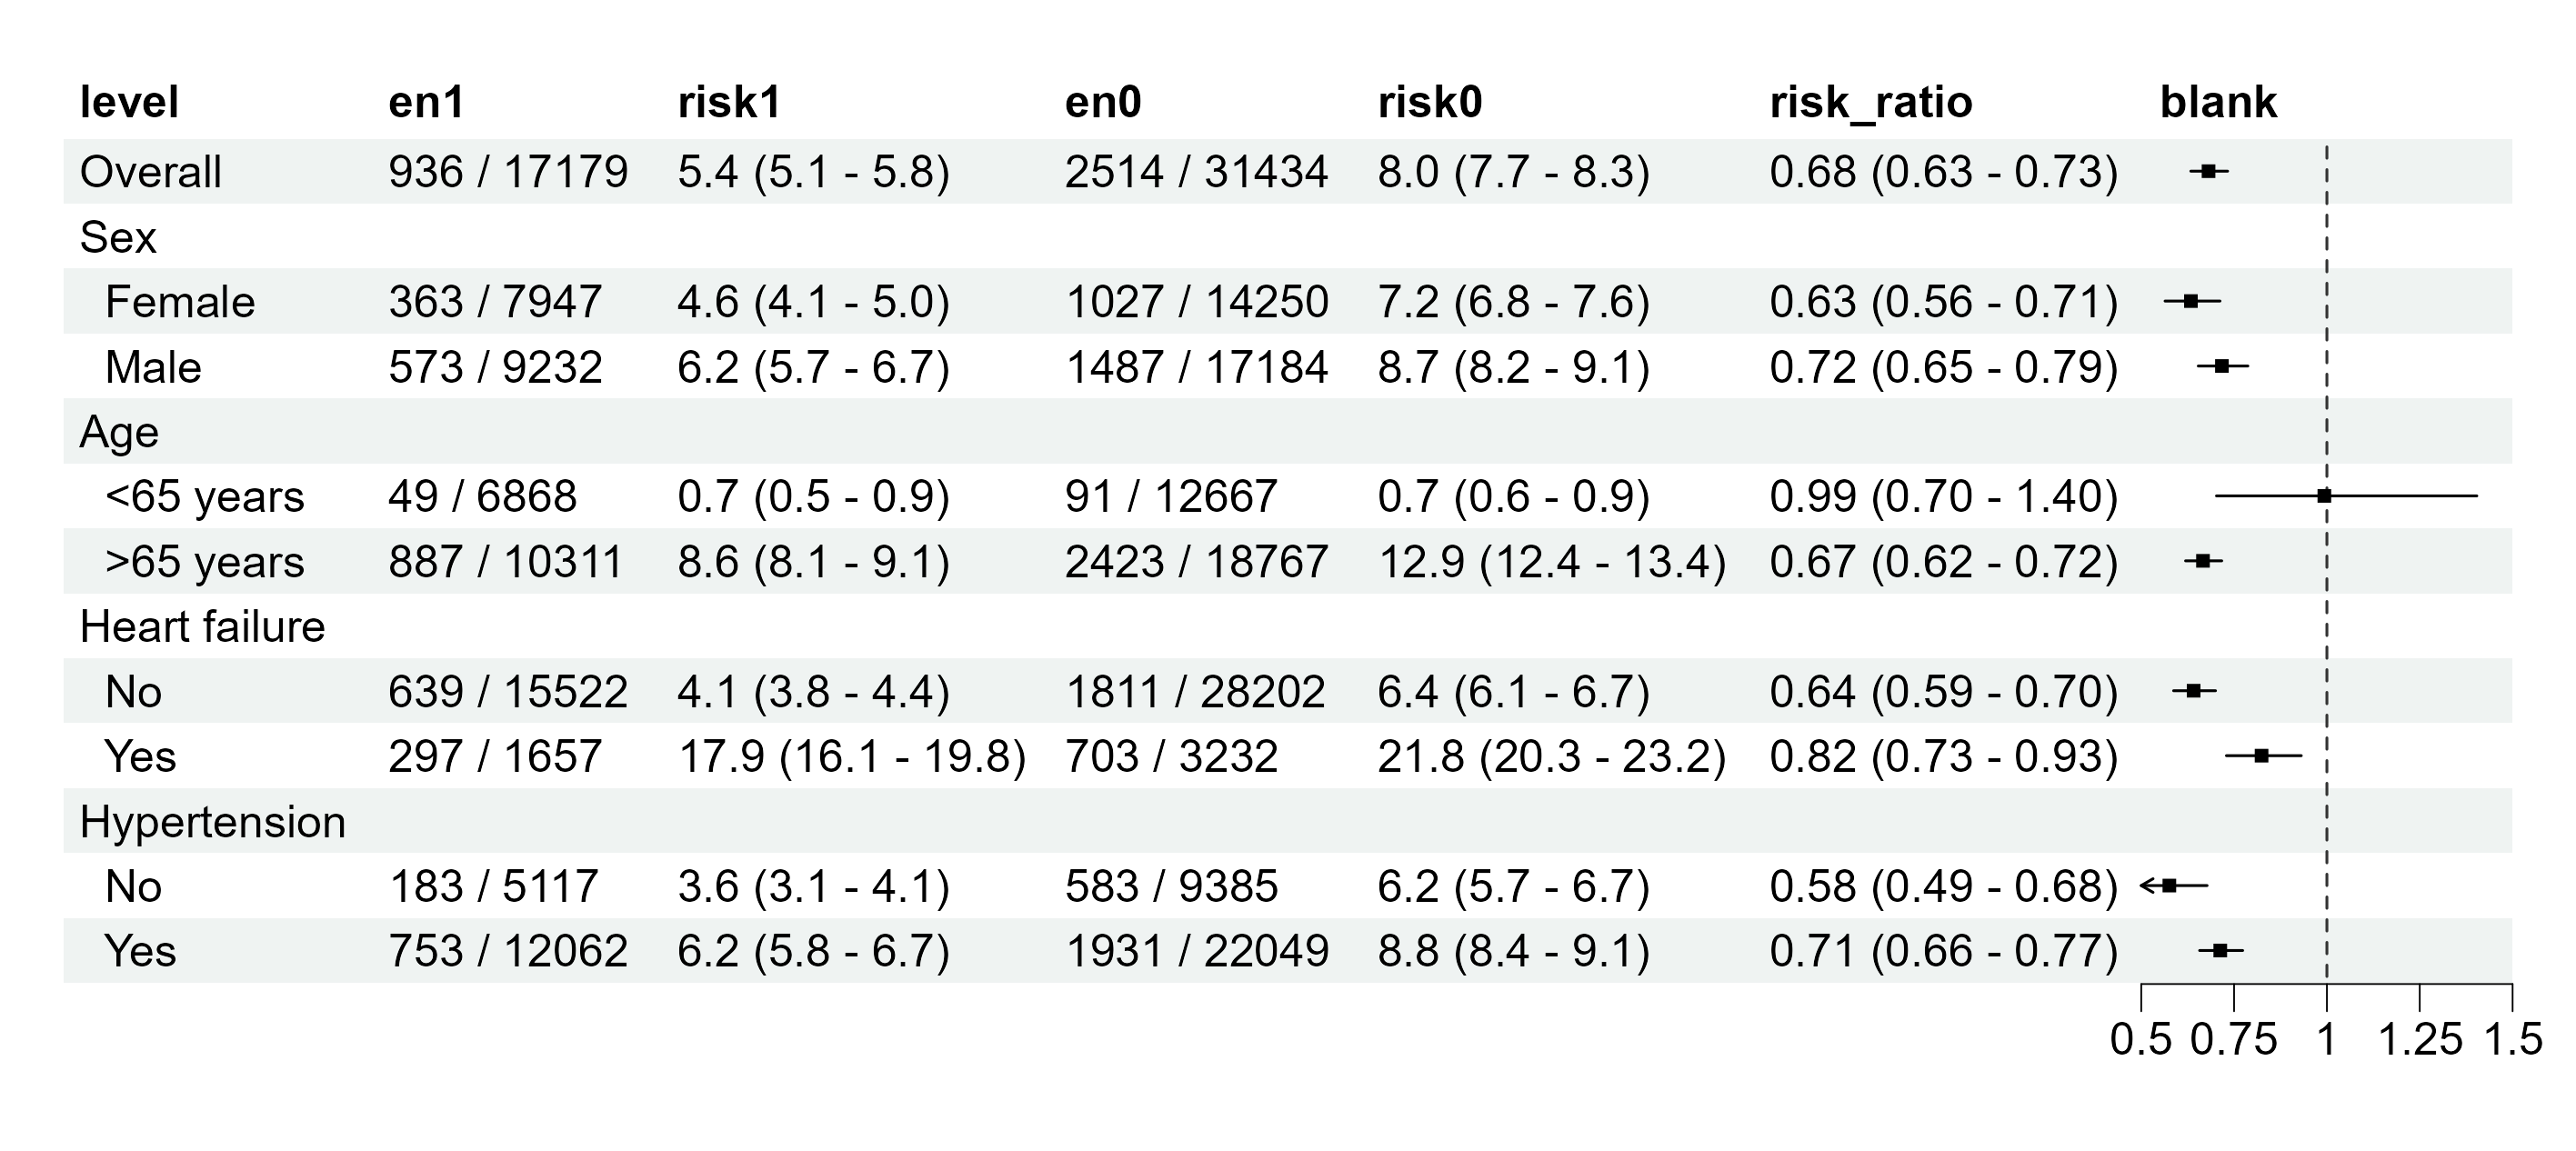 level en1 risk1 en0 risk0 risk_ratio blank
Overall 936 / 17179 5.4 (5.1 - 5.8) 2514 / 31434 8.0 (7.7 - 8.3) 0.68 (0.63 - 0.73)
Sex
Female 363 / 7947 4.6 (4.1 - 5.0) 1027 / 14250 7.2 (6.8 - 7.6) 0.63 (0.56 - 0.71)
Male 573 / 9232 6.2 (5.7 - 6.7) 1487 / 17184 8.7 (8.2 - 9.1) 0.72 (0.65 - 0.79)
Age
<65 years 49 / 6868 0.7 (0.5 - 0.9) 91 / 12667 0.7 (0.6 - 0.9) 0.99 (0.70 - 1.40)
>65 years 887 / 10311 8.6 (8.1 - 9.1) 2423 / 18767 12.9 (12.4 - 13.4) 0.67 (0.62 - 0.72)
Heart failure
No 639 / 15522 4.1 (3.8 - 4.4) 1811 / 28202 6.4 (6.1 - 6.7) 0.64 (0.59 - 0.70)
Yes 297 / 1657 17.9 (16.1 - 19.8) 703 / 3232 21.8 (20.3 - 23.2) 0.82 (0.73 - 0.93)
Hypertension
No 183 / 5117 3.6 (3.1 - 4.1) 583 / 9385 6.2 (5.7 - 6.7) 0.58 (0.49 - 0.68)
Yes 753 / 12062 6.2 (5.8 - 6.7) 1931 / 22049 8.8 (8.4 - 9.1) 0.71 (0.66 - 0.77)
0.5 0.75 1 1.25 1.5